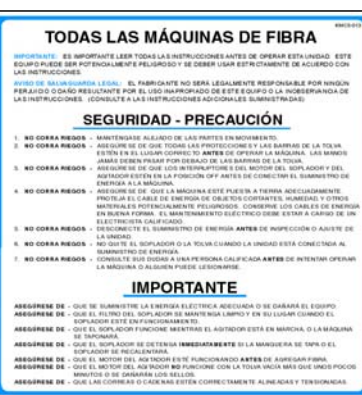 TODAS LAS MÁQUINAS DE FIBRA
IMPORTANTE: ES IMPORTANTE LEER TODAS LAS INSTRUCCIONES ANTES DE OPERAR ESTA UNIDAD. ESTE
EQUIPO PUEDE SER POTENCIALMENTE PELIGROSO Y SE DEBER USAR ESTRICTAMENTE DE ACUERDO CON
LAS INSTRUCCIONES.
AVISO DE SALVAGUARDA LEGAL: EL FABRICANTE NO SERÁ LEGALMENTE RESPONSABLE POR NINGÚN
PERJUICIO O DAÑO RESULTANTE POR EL USO INAPROPIADO DE ESTE EQUIPO O LA INOBSERVANCIA DE
LAS INSTRUCCIONES. (CONSULTE A LAS INSTRUCCIONES ADICIONALES SUMINISTRADAS)
SEGURIDAD - PRECAUCIÓN
1. NO CORRA RIEGOS - MANTÉNGASE ALEJADO DE LAS PARTES EN MOVIMIENTO.
2. NO CORRA RIEGOS - ASEGÚRESE DE QUE TODAS LAS PROTECCIONES Y LAS BARRAS DE LA TOLVA
ESTÉN EN EL LUGAR CORRECTO ANTES DE OPERAR LA MÁQUINA. LAS MANOS
JAMÁS DEBEN PASAR POR DEBAJO DE LAS BARRAS DE LA TOLVA.
3. NO CORRA RIEGOS - ASEGÚRESE DE QUE LOS INTERRUPTORES DEL MOTOR DEL SOPLADOR Y DEL
AGITADOR ESTÉN EN LA POSICIÓN OFF ANTES DE CONECTAR EL SUMINISTRO DE
ENERGÍA A LA MÁQUINA.
4. NO CORRA RIEGOS - ASEGÚRESE DE QUE LA MÁQUINA ESTÉ PUESTA A TIERRA ADECUADAMENTE
PROTEJA EL CABLE DE ENERGÍA DE OBJETOS CORTANTES, HUMEDAD Y OTROS
MATERIALES POTENCIALMENTE PELIGROSOS. CONSERVE LOS CABLES DE ENERGÍA
EN BUENA FORMA. EL MANTENIMIENTO ELÉCTRICO DEBE ESTAR A CARGO DE UN
ELECTRICISTA CALIFICADO.
5. NO CORRA RIEGOS - DESCONECTE EL SUMINISTRO DE ENERGÍA ANTES DE INSPECCIÓN O AJUSTE DE
LA UNIDAD.
6. NO CORRA RIEGOS - NO QUITE EL SOPLADOR O LA TOLVA CUANDO LA UNIDAD ESTÁ CONECTADA AL
SUMINISTRO DE ENERGÍA.
7. NO CORRA RIEGOS - CONSULTE SUS DUDAS A UNA PERSONA CALIFICADA ANTES DE INTENTAR OPERAR
LA MÁQUINA O ALGUIEN PUEDE LESIONARSE.
IMPORTANTE
ASEGÚRESE DE - QUE SE SUMINISTRE LA ENERGÍA ELÉCTRICA ADECUADA O SE DAÑARÁ EL EQUIPO.
ASEGÚRESE DE - QUE EL FILTRO DEL SOPLADOR SE MANTENGA LIMPIO Y EN SU LUGAR CUANDO EL
SOPLADOR ESTÉ EN FUNCIONAMIENTO.
ASEGÚRESE DE - QUE EL SOPLADOR FUNCIONE MIENTRAS EL AGITADOR ESTÁ EN MARCHA, O LA MÁQUINA
SE TAPONARÁ.
ASEGÚRESE DE - QUE EL SOPLADOR SE DETENGA INMEDIATAMENTE SI LA MANGUERA SE TAPA O EL
SOPLADOR SE RECALENTARÁ.
ASEGÚRESE DE - QUE EL MOTOR DEL AGITADOR ESTÉ FUNCIONANDO ANTES DE AGREGAR FIBRA.
ASEGÚRESE DE - QUE EL MOTOR DEL AGITADOR NO FUNCIONE CON LA TOLVA VACÍA MÁS QUE UNOS POCOS
MINUTOS O SE DAÑARÁN LOS SELLOS.
ASEGÚRESE DE - QUE LAS CORREAS O CADENAS ESTÉN CORRECTAMENTE ALINEADAS Y TENSIONADAS.